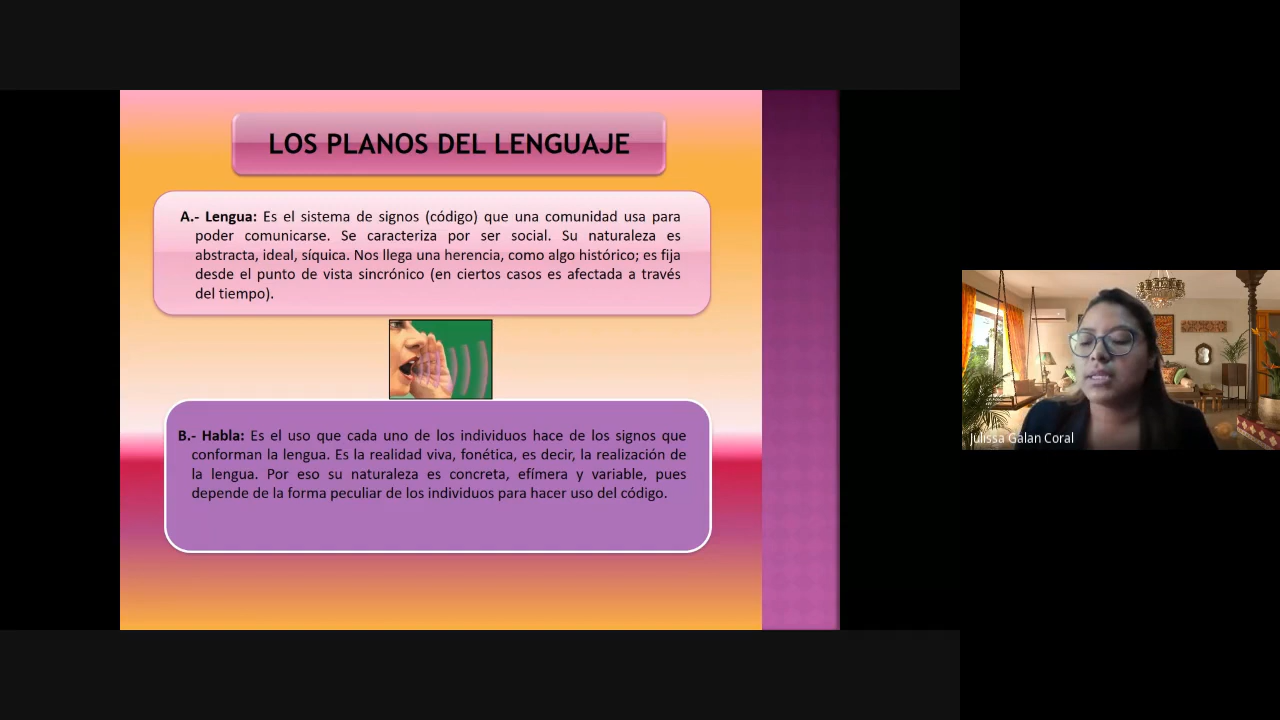 LOS PLANOS DEL LENGUAJE
A.- Lengua: Es el sistema de signos (código) que una comunidad usa para
poder comunicarse. Se caracteriza por ser social. Su naturaleza es
abstracta, ideal, síquica. Nos llega una herencia, como algo histórico; es fija
desde el punto de vista sincrónico (en ciertos casos es afectada a través
del tiempo).
B.- Habla: Es el uso que cada uno de los individuos hace de los signos que
conforman la lengua. Es la realidad viva, fonética, es decir, la realización de
la lengua. Por eso su naturaleza es concreta, efímera y variable, pues
depende de la forma peculiar de los individuos para hacer uso del código.
Julissa Galan Coral